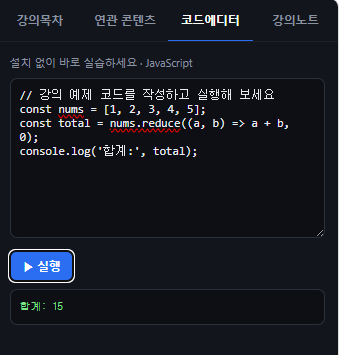 강의목차 연관 콘텐츠 코드에디터 강의노트
설치 없이 바로 실습하세요 · JavaScript
// 강의 예제 코드를 작성하고 실행해 보세요
const nums = [1, 2, 3, 4, 5];
const total = nums.reduce((a, b) => a + b,
0);
console.log('합계:', total);
▶ 실행
합계: 15